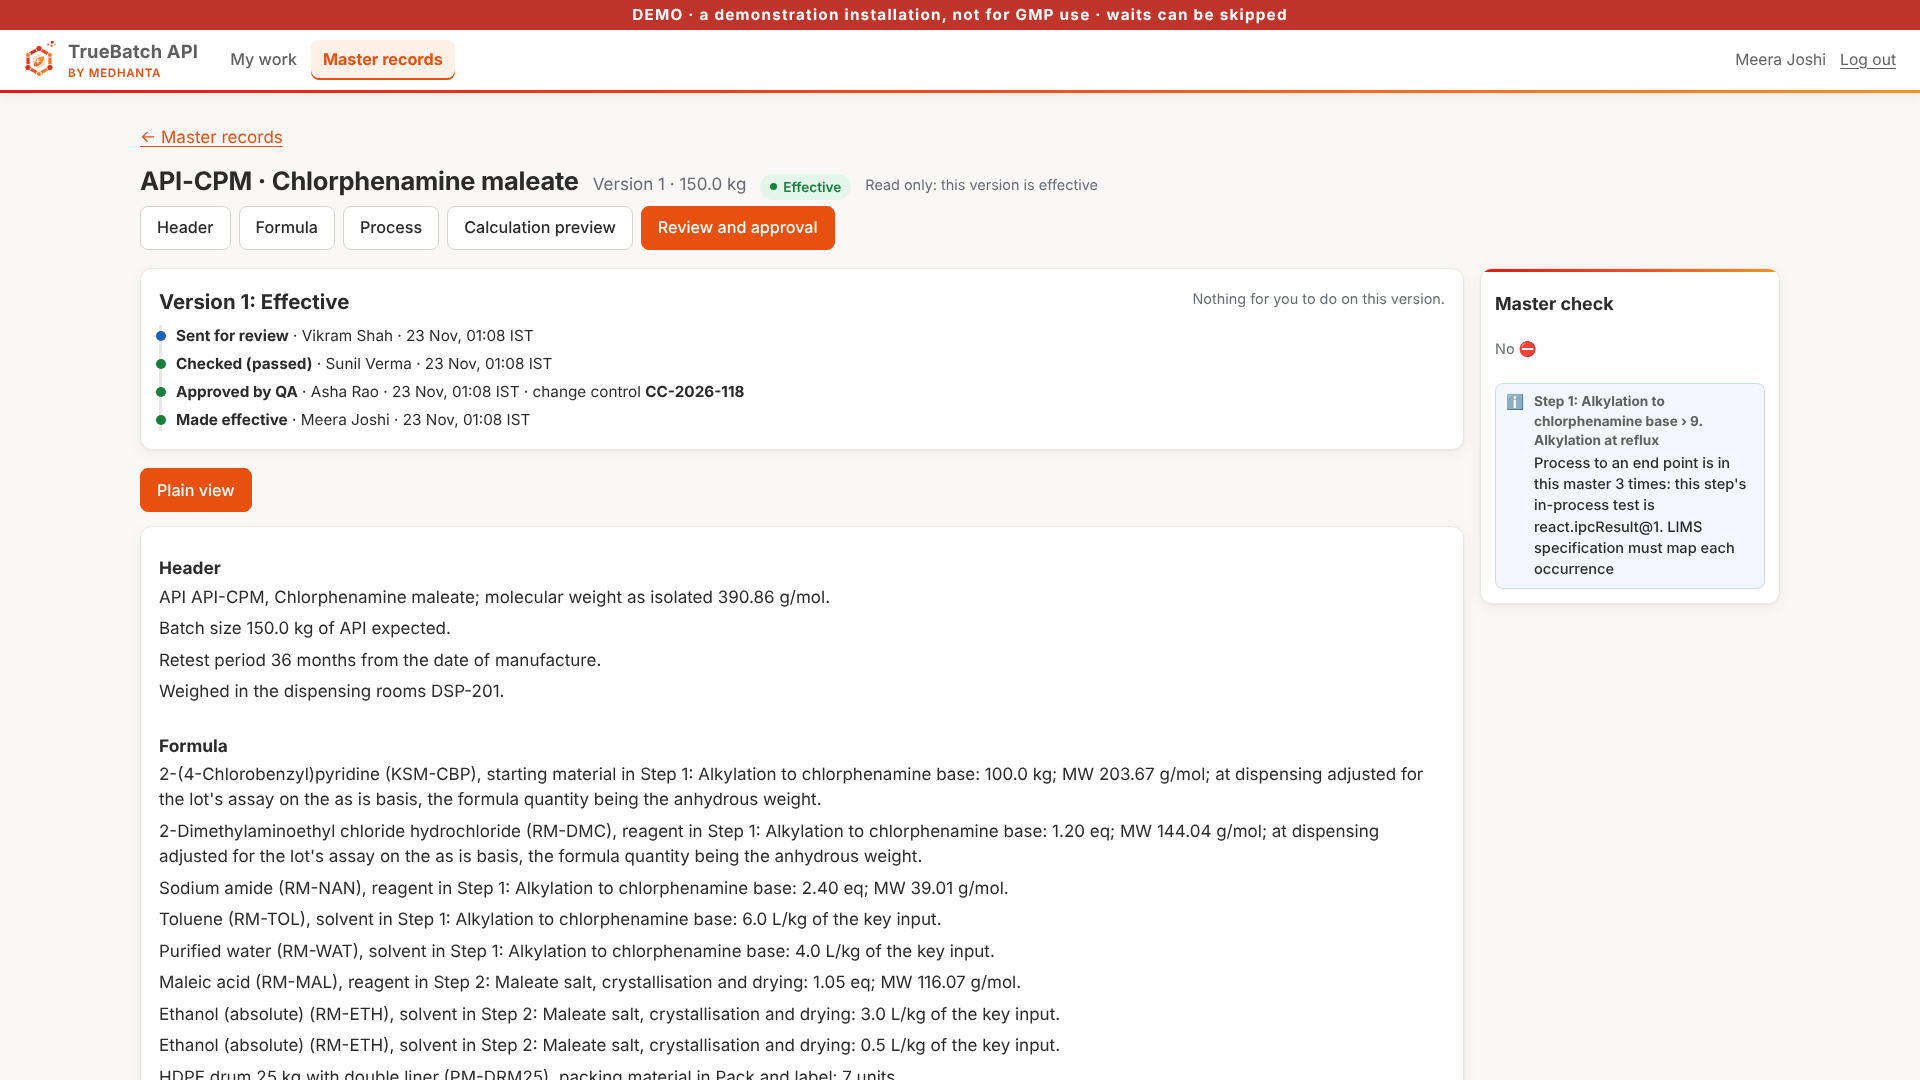 DEMO · a demonstration installation, not for GMP use · waits can be skipped
TrueBatch API
BY MEDHANTA
My work
Master records
Meera Joshi
Log out
← Master records
API-CPM · Chlorphenamine maleate Version 1 · 150.0 kg Effective Read only: this version is effective
Header
Formula
Process
Calculation preview
Review and approval
Version 1: Effective
Nothing for you to do on this version.
Sent for review · Vikram Shah · 23 Nov, 01:08 IST
Checked (passed) · Sunil Verma · 23 Nov, 01:08 IST
Approved by QA · Asha Rao · 23 Nov, 01:08 IST · change control CC-2026-118
Made effective · Meera Joshi · 23 Nov, 01:08 IST
Plain view
Header
API API-CPM, Chlorphenamine maleate; molecular weight as isolated 390.86 g/mol.
Batch size 150.0 kg of API expected.
Retest period 36 months from the date of manufacture.
Weighed in the dispensing rooms DSP-201.
Formula
2-(4-Chlorobenzyl)pyridine (KSM-CBP), starting material in Step 1: Alkylation to chlorphenamine base: 100.0 kg; MW 203.67 g/mol; at dispensing adjusted for
the lot's assay on the as is basis, the formula quantity being the anhydrous weight.
2-Dimethylaminoethyl chloride hydrochloride (RM-DMC), reagent in Step 1: Alkylation to chlorphenamine base: 1.20 eq; MW 144.04 g/mol; at dispensing
adjusted for the lot's assay on the as is basis, the formula quantity being the anhydrous weight.
Sodium amide (RM-NAN), reagent in Step 1: Alkylation to chlorphenamine base: 2.40 eq; MW 39.01 g/mol.
Toluene (RM-TOL), solvent in Step 1: Alkylation to chlorphenamine base: 6.0 L/kg of the key input.
Purified water (RM-WAT), solvent in Step 1: Alkylation to chlorphenamine base: 4.0 L/kg of the key input.
Maleic acid (RM-MAL), reagent in Step 2: Maleate salt, crystallisation and drying: 1.05 eq; MW 116.07 g/mol.
Ethanol (absolute) (RM-ETH), solvent in Step 2: Maleate salt, crystallisation and drying: 3.0 L/kg of the key input.
Ethanol (absolute) (RM-ETH), solvent in Step 2: Maleate salt, crystallisation and drying: 0.5 L/kg of the key input.
HDPE drum 25 kg with double liner (PM-DRM25), packing material in Pack and label: 7 units.
Master check
No
Step 1: Alkylation to
chlorphenamine base › 9.
Alkylation at reflux
Process to an end point is in
this master 3 times: this step's
in-process test is
react.ipcResult@1. LIMS
specification must map each
occurrence